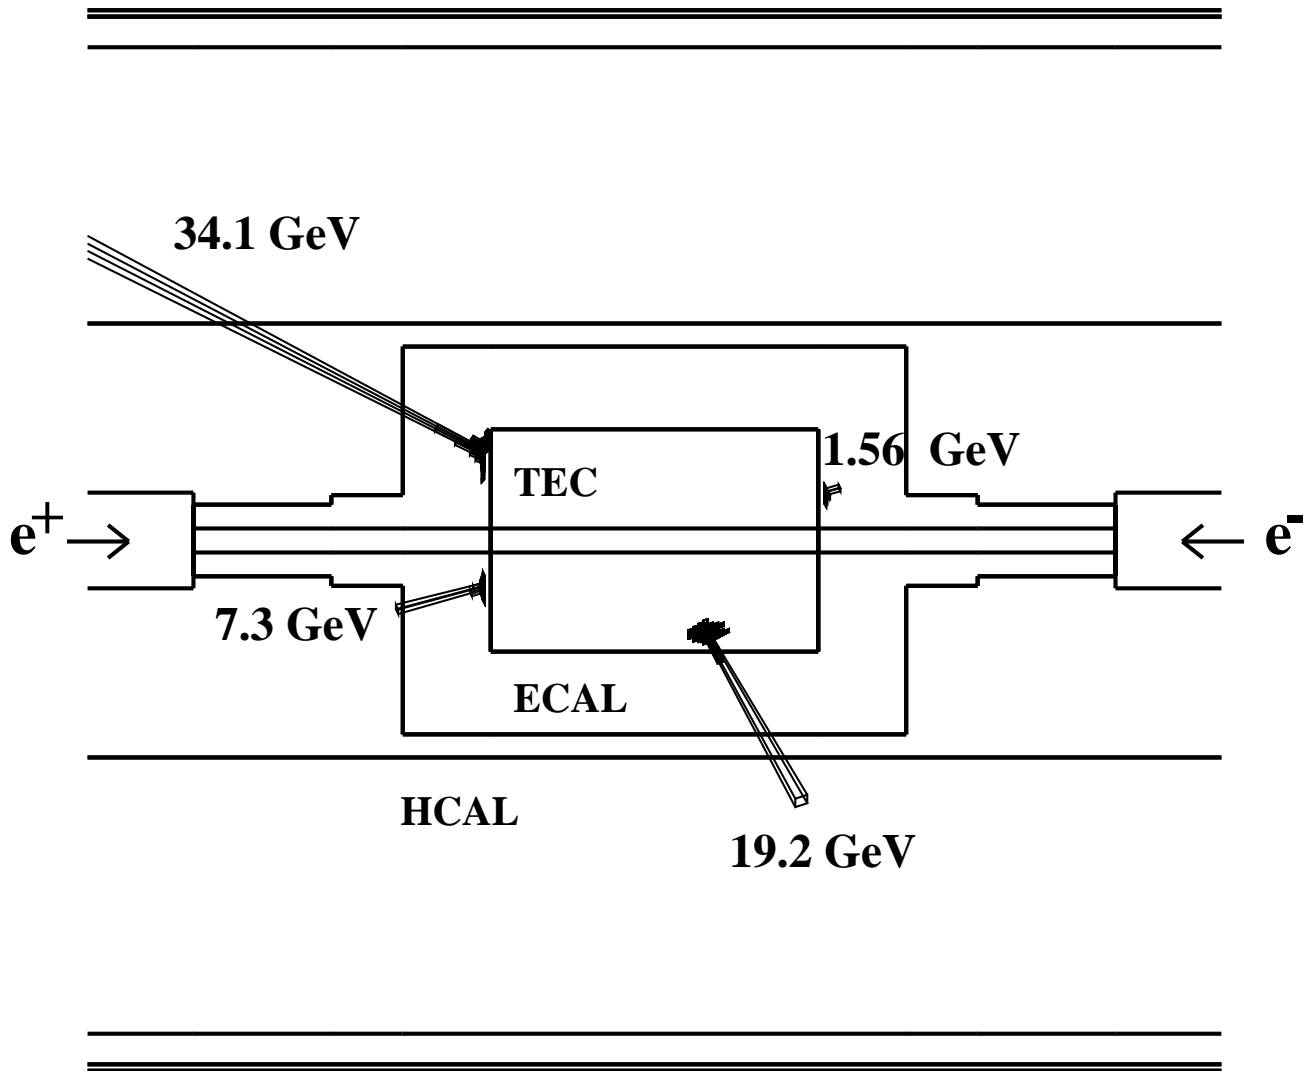 34.1 GeV
1.56 GeV
TEC
e+
e-
7.3 GeV
ECAL
HCAL
19.2 GeV